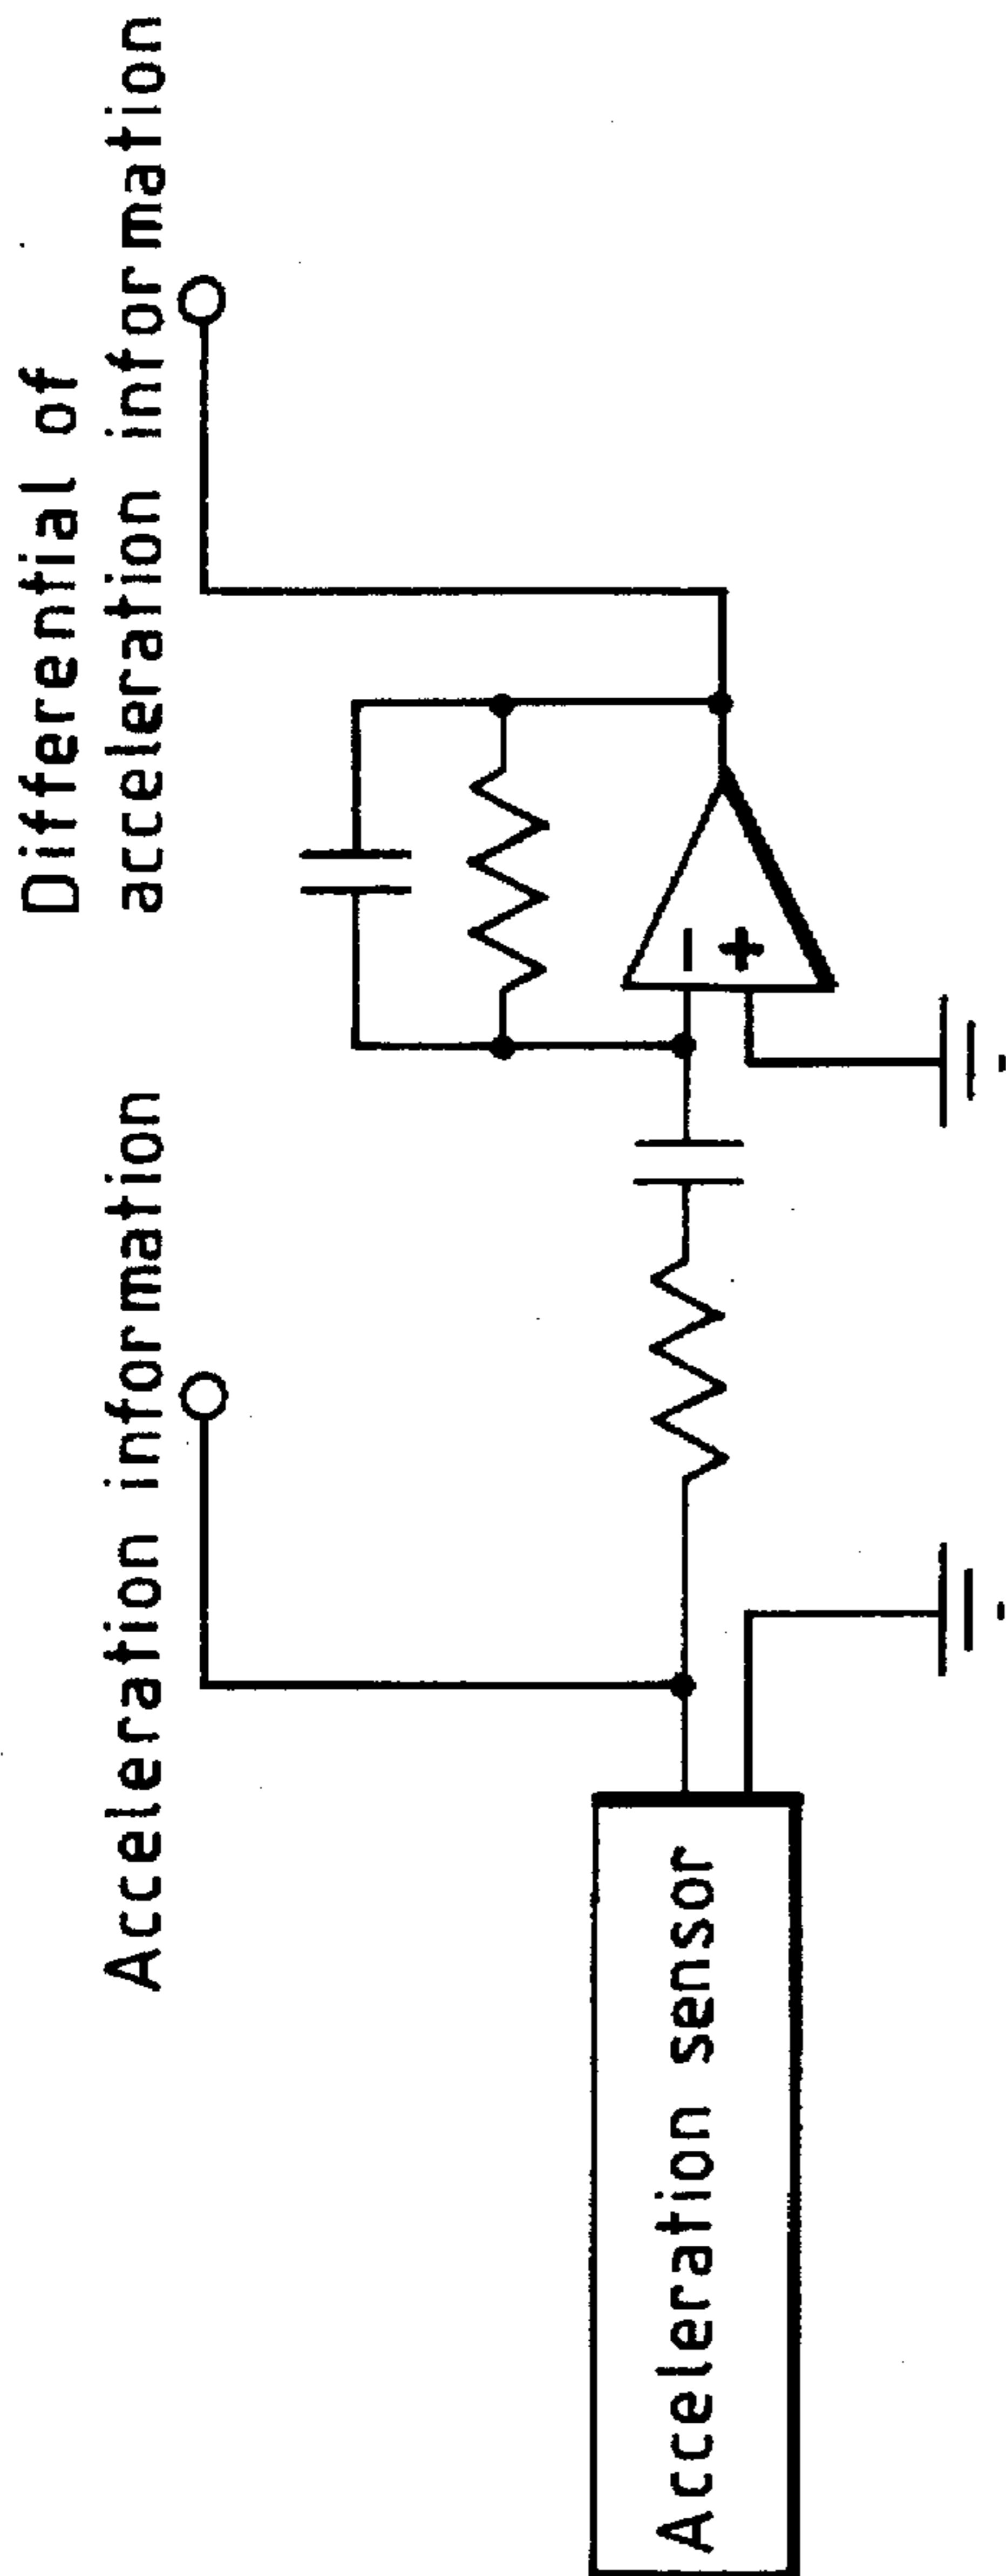 Differential of
acceleration information
Acceleration information
−
+
Acceleration sensor